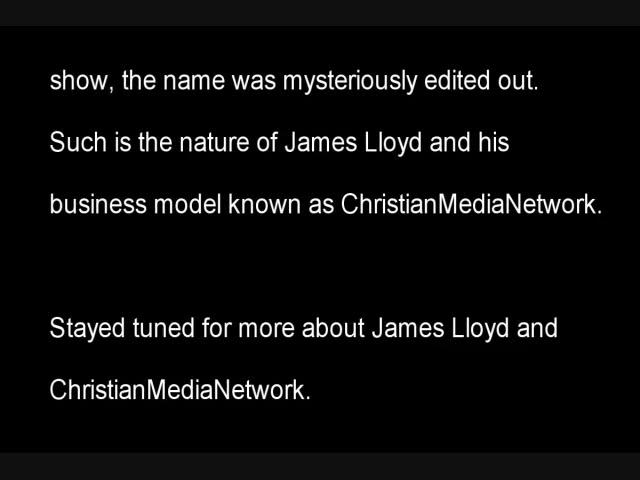 show, the name was mysteriously edited out.
Such is the nature of James Lloyd and his
business model known as ChristianMediaNetwork.
Stayed tuned for more about James Lloyd and
ChristianMediaNetwork.